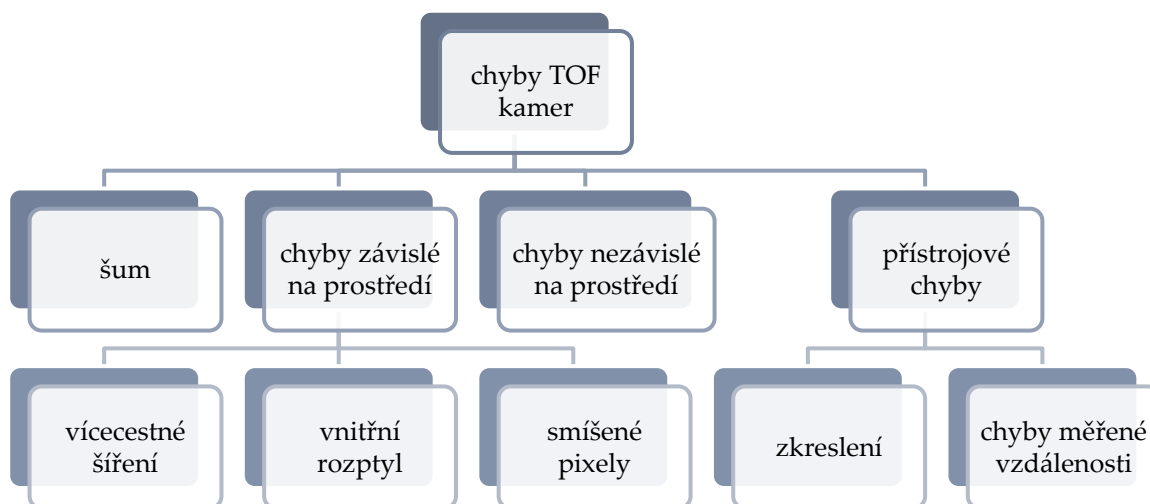 chyby TOF
kamer
šum
chyby závislé
na prostředí
chyby nezávislé
na prostředí
přístrojové
chyby
vícecestné
šíření
vnitřní
rozptyl
smíšené
pixely
zkreslení
chyby měřené
vzdálenosti